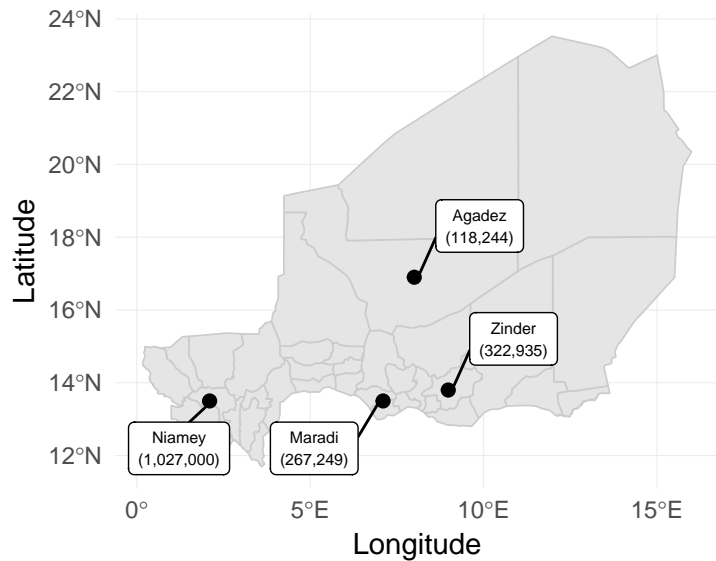 24°N
22°N
20°N
18°N
16°N
14°N
12°N
Latitude
Agadez
(118,244)
Zinder
(322,935)
Niamey
(1,027,000)
Maradi
(267,249)
0°
5°E
10°E
15°E
Longitude